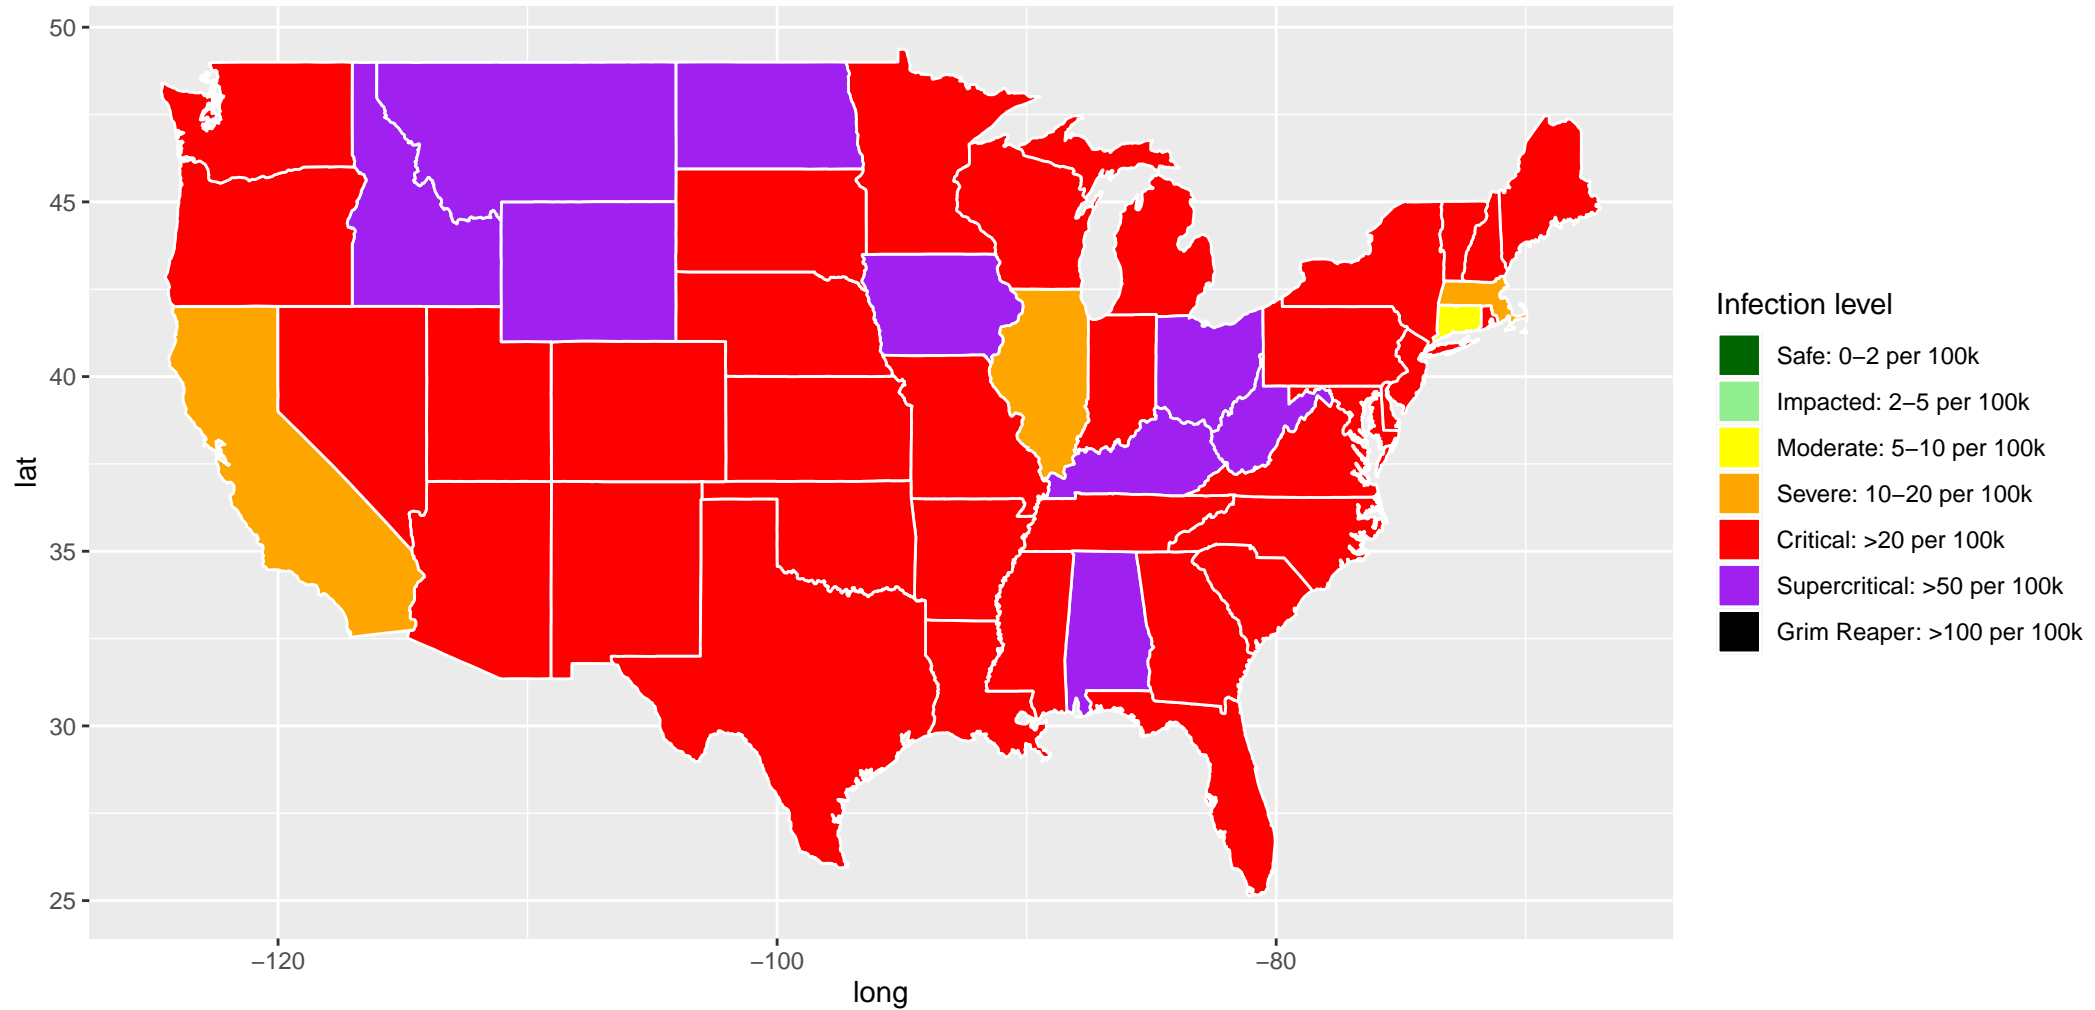 50
45
40
35
30
25
lat
−120
−100
−80
long
Infection level
Safe: 0−2 per 100k
Impacted: 2−5 per 100k
Moderate: 5−10 per 100k
Severe: 10−20 per 100k
Critical: >20 per 100k
Supercritical: >50 per 100k
Grim Reaper: >100 per 100k